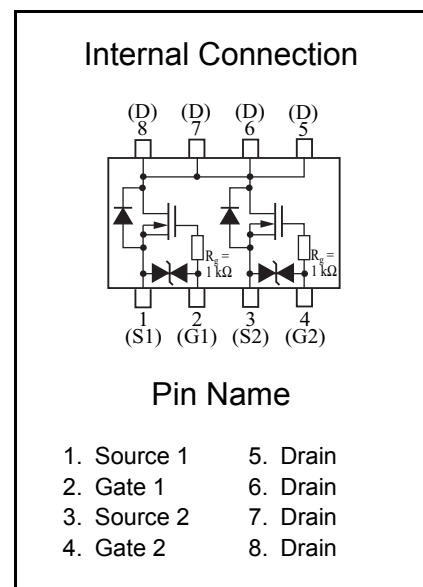 Internal Connection
(D) (D) (D) (D)
8 7 6 5
Rg = 1 kΩ
Rg = 1 kΩ
1 2 3 4
(S1) (G1) (S2) (G2)
Pin Name
1. Source 1
2. Gate 1
3. Source 2
4. Gate 2
5. Drain
6. Drain
7. Drain
8. Drain